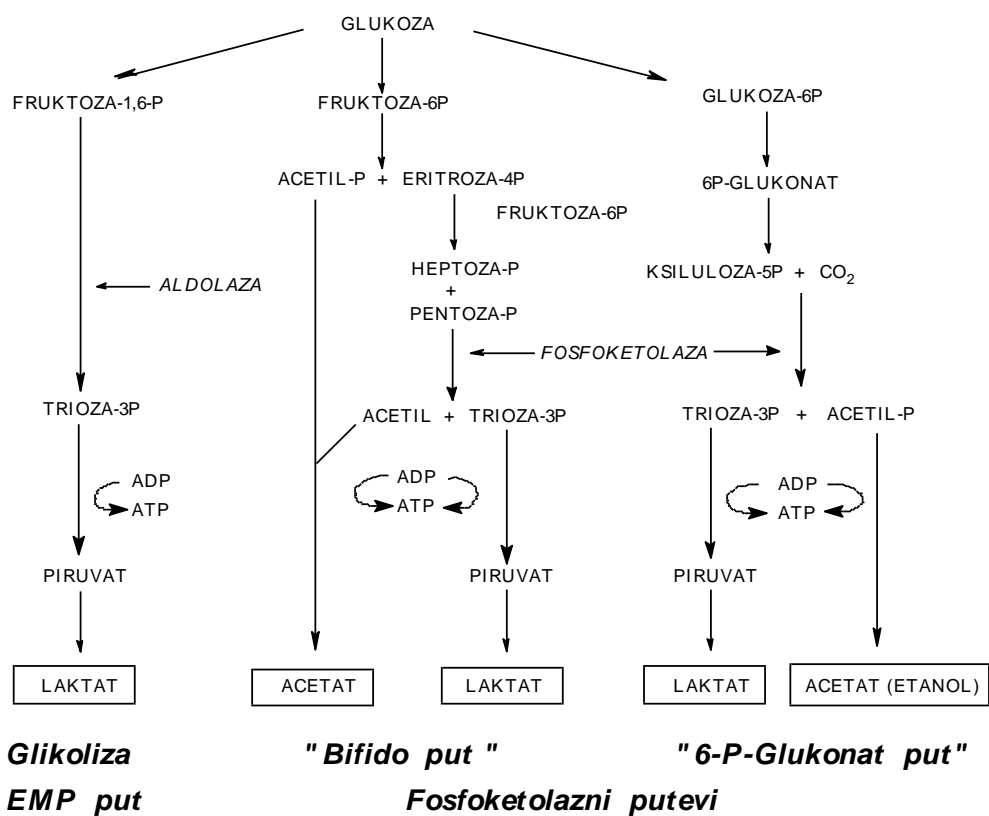 GLUKOZA
FRUKTOZA-1,6-P
FRUKTOZA-6P
GLUKOZA-6P
ACETIL-P + ERITROZA-4P
6P-GLUKONAT
FRUKTOZA-6P
HEPTOZA-P
+
PENTOZA-P
KSILULOZA-5P + CO₂
ALDOLAZA
FOSFOKETOLAZA
TRIOZA-3P
ACETIL + TRIOZA-3P
TRIOZA-3P + ACETIL-P
ADP
ATP
ADP
ATP
ADP
ATP
PIRUVAT
PIRUVAT
PIRUVAT
LAKTAT
ACETAT
LAKTAT
LAKTAT
ACETAT (ETANOL)
Glikoliza
"Bifido put"
"6-P-Glukonat put"
EMP put
Fosfoketolazni putevi